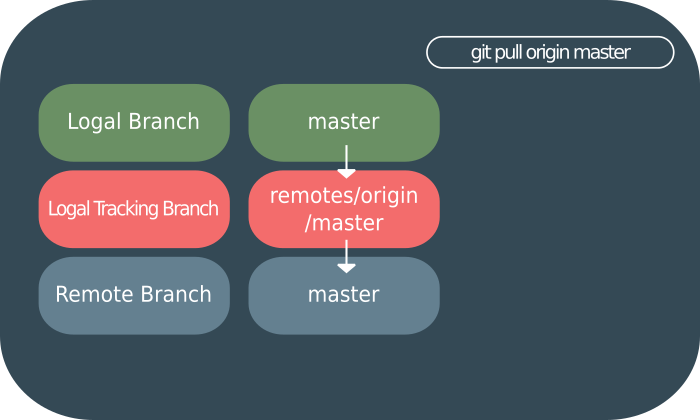 git pull origin master
Logal Branch
master
Logal Tracking Branch
remotes/origin
/master
Remote Branch
master